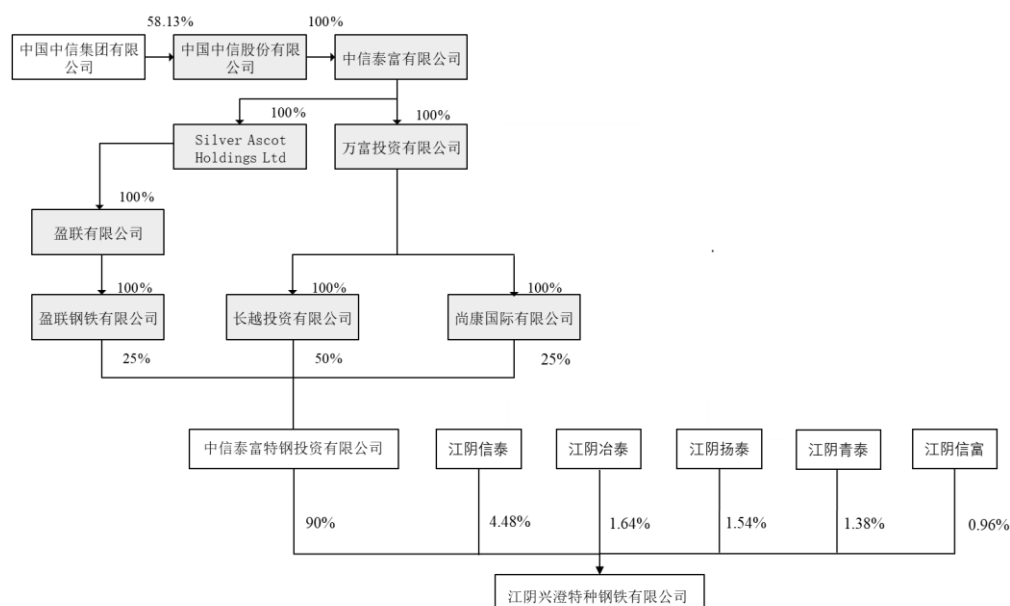 58.13%
100%
中国中信集团有限
公司
中国中信股份有限
公司
中信泰富有限公司
100%
100%
Silver Ascot
Holdings Ltd
万富投资有限公司
100%
盈联有限公司
100%
100%
100%
盈联钢铁有限公司
长越投资有限公司
尚康国际有限公司
25%
50%
25%
中信泰富特钢投资有限公司
江阴信泰
江阴冶泰
江阴扬泰
江阴青泰
江阴信富
90%
4.48%
1.64%
1.54%
1.38%
0.96%
江阴兴澄特种钢铁有限公司